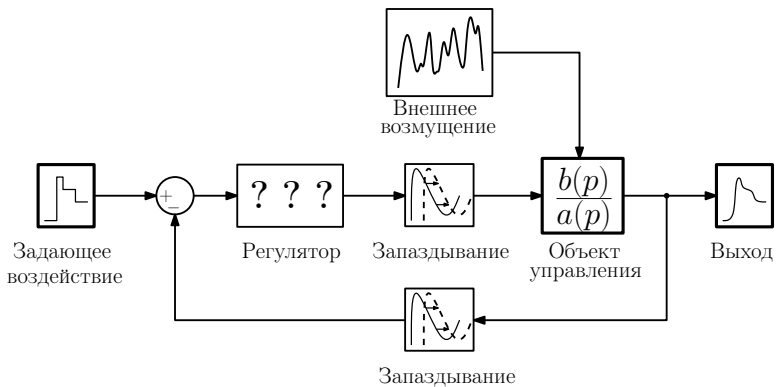 Внешнее
возмущение
+
−
? ? ?
b(p)
a(p)
Задающее
воздействие
Регулятор
Запаздывание
Объект
управления
Выход
Запаздывание